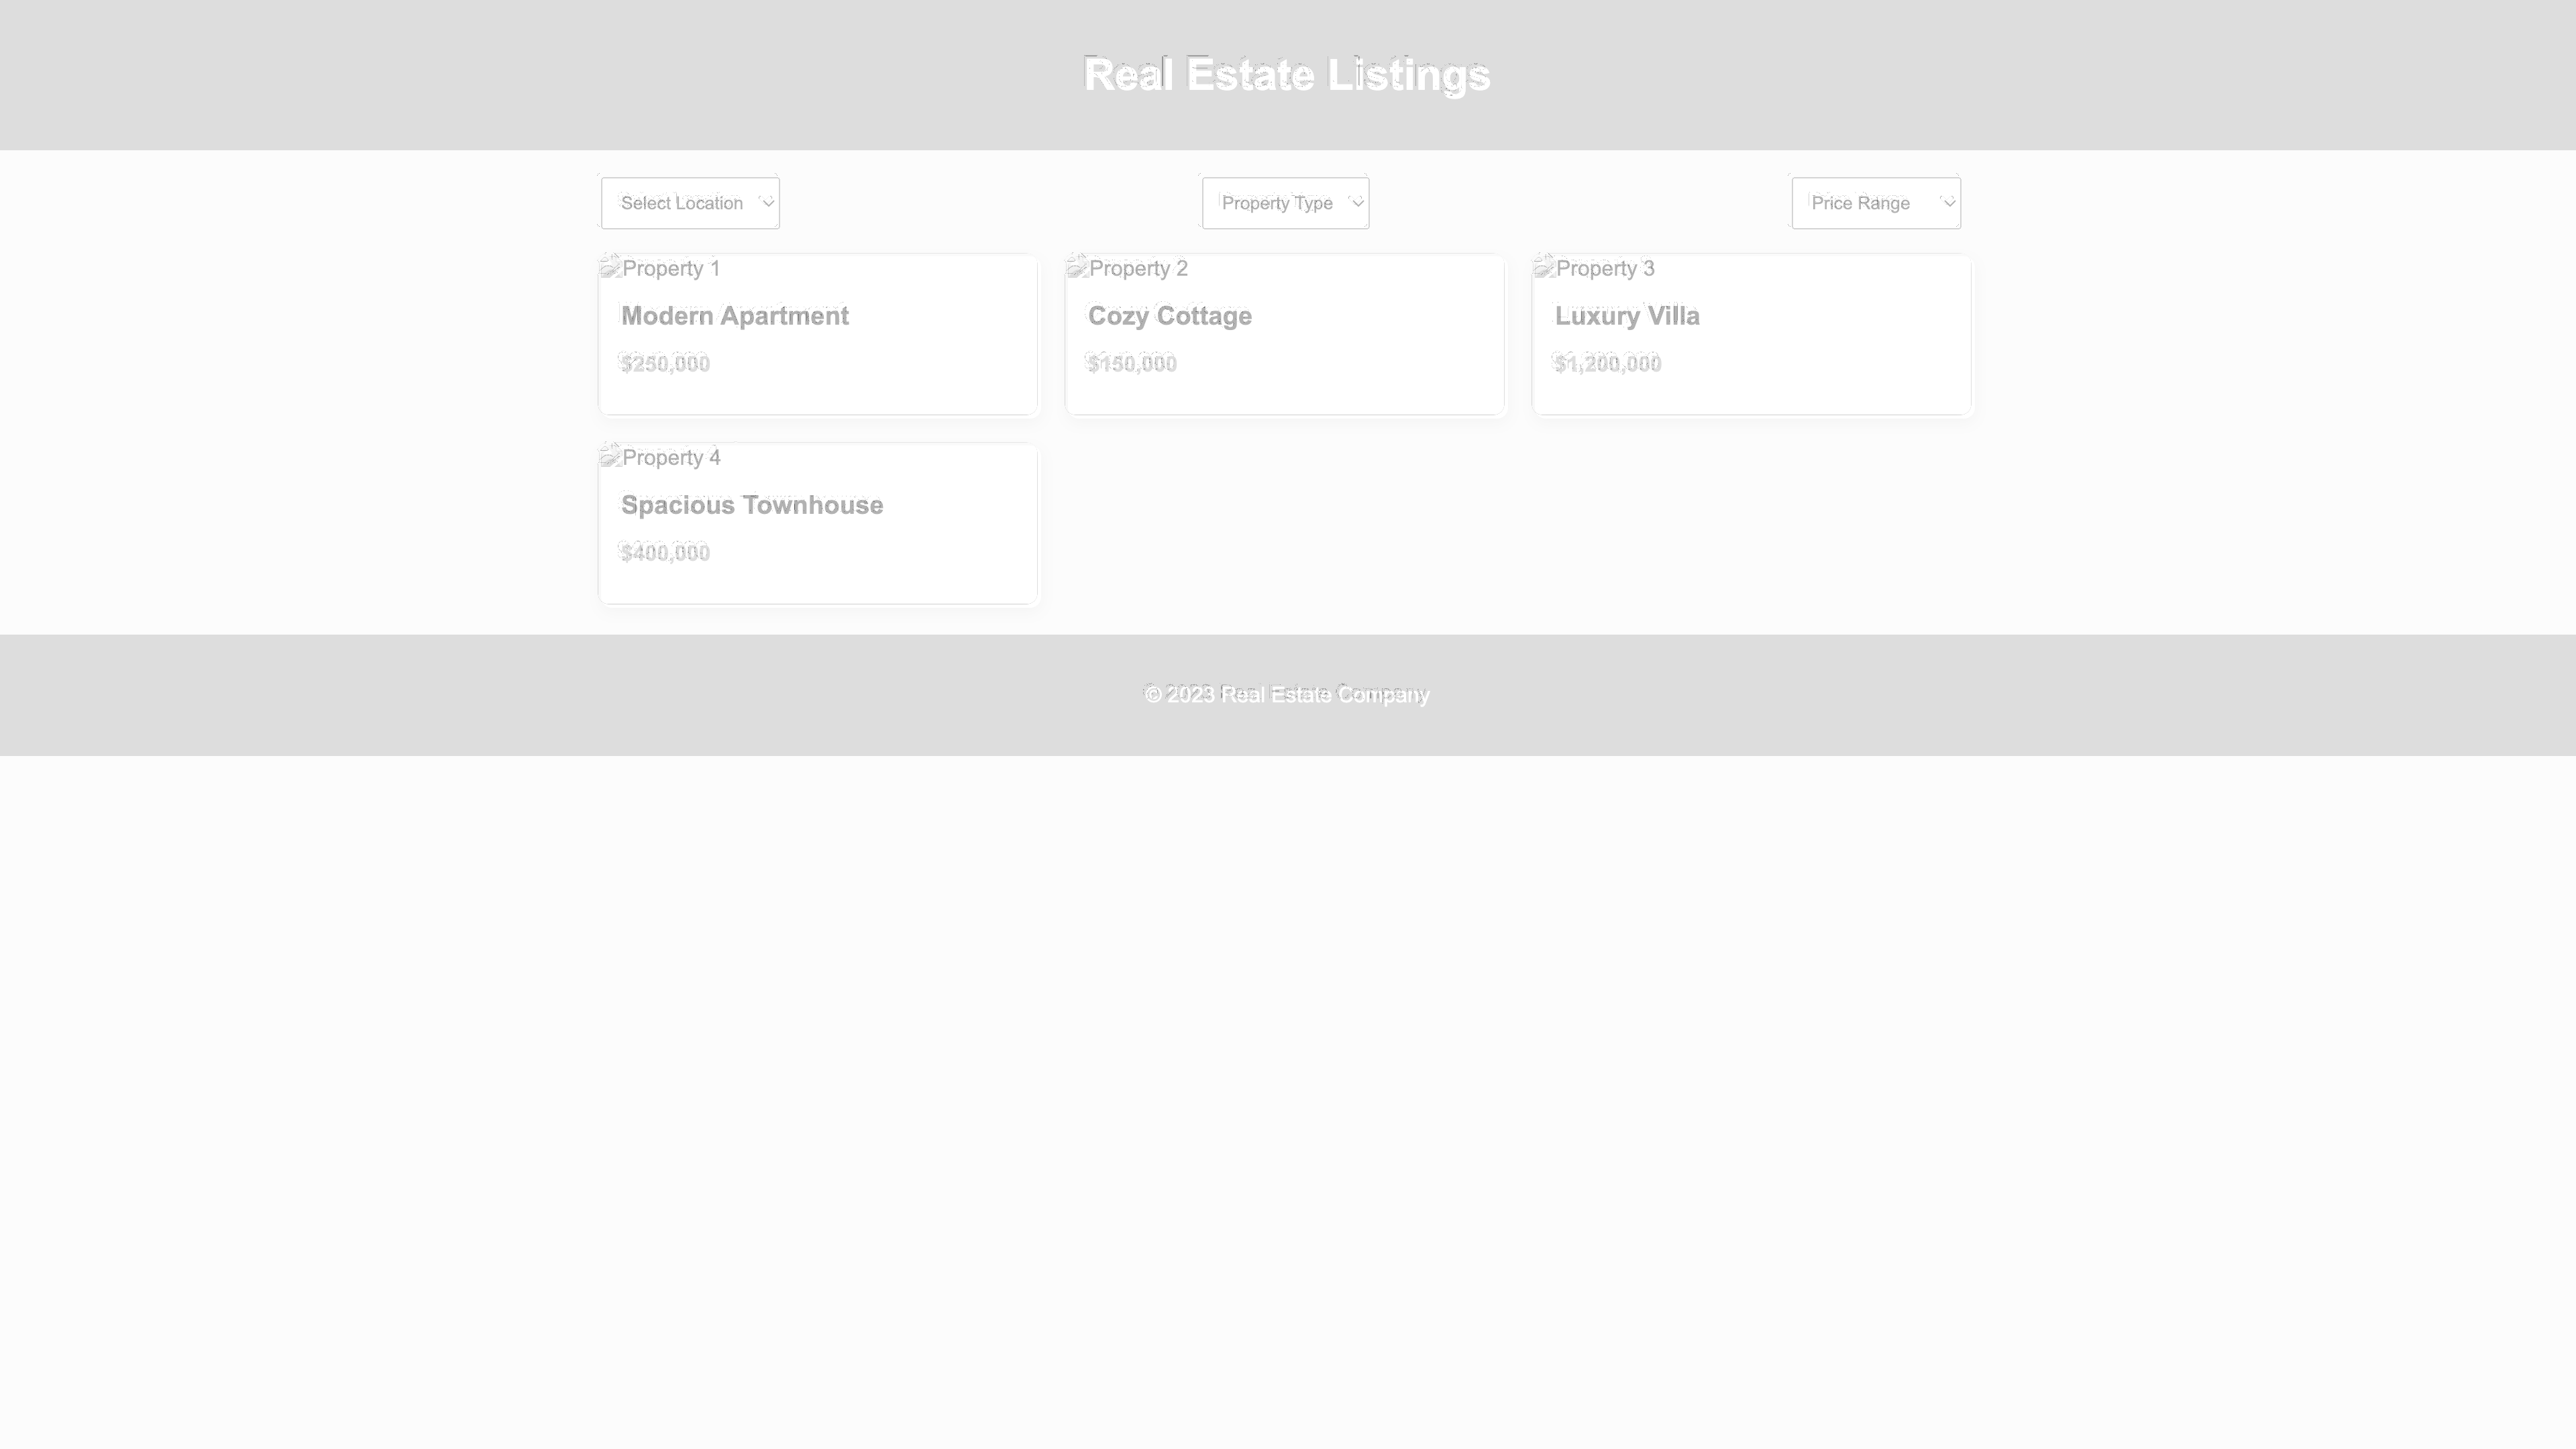 Real Estate Listings
Select Location
Property Type
Price Range
Property 1
Modern Apartment
$250,000
Property 2
Cozy Cottage
$150,000
Property 3
Luxury Villa
$1,200,000
Property 4
Spacious Townhouse
$400,000
© 2023 Real Estate Company